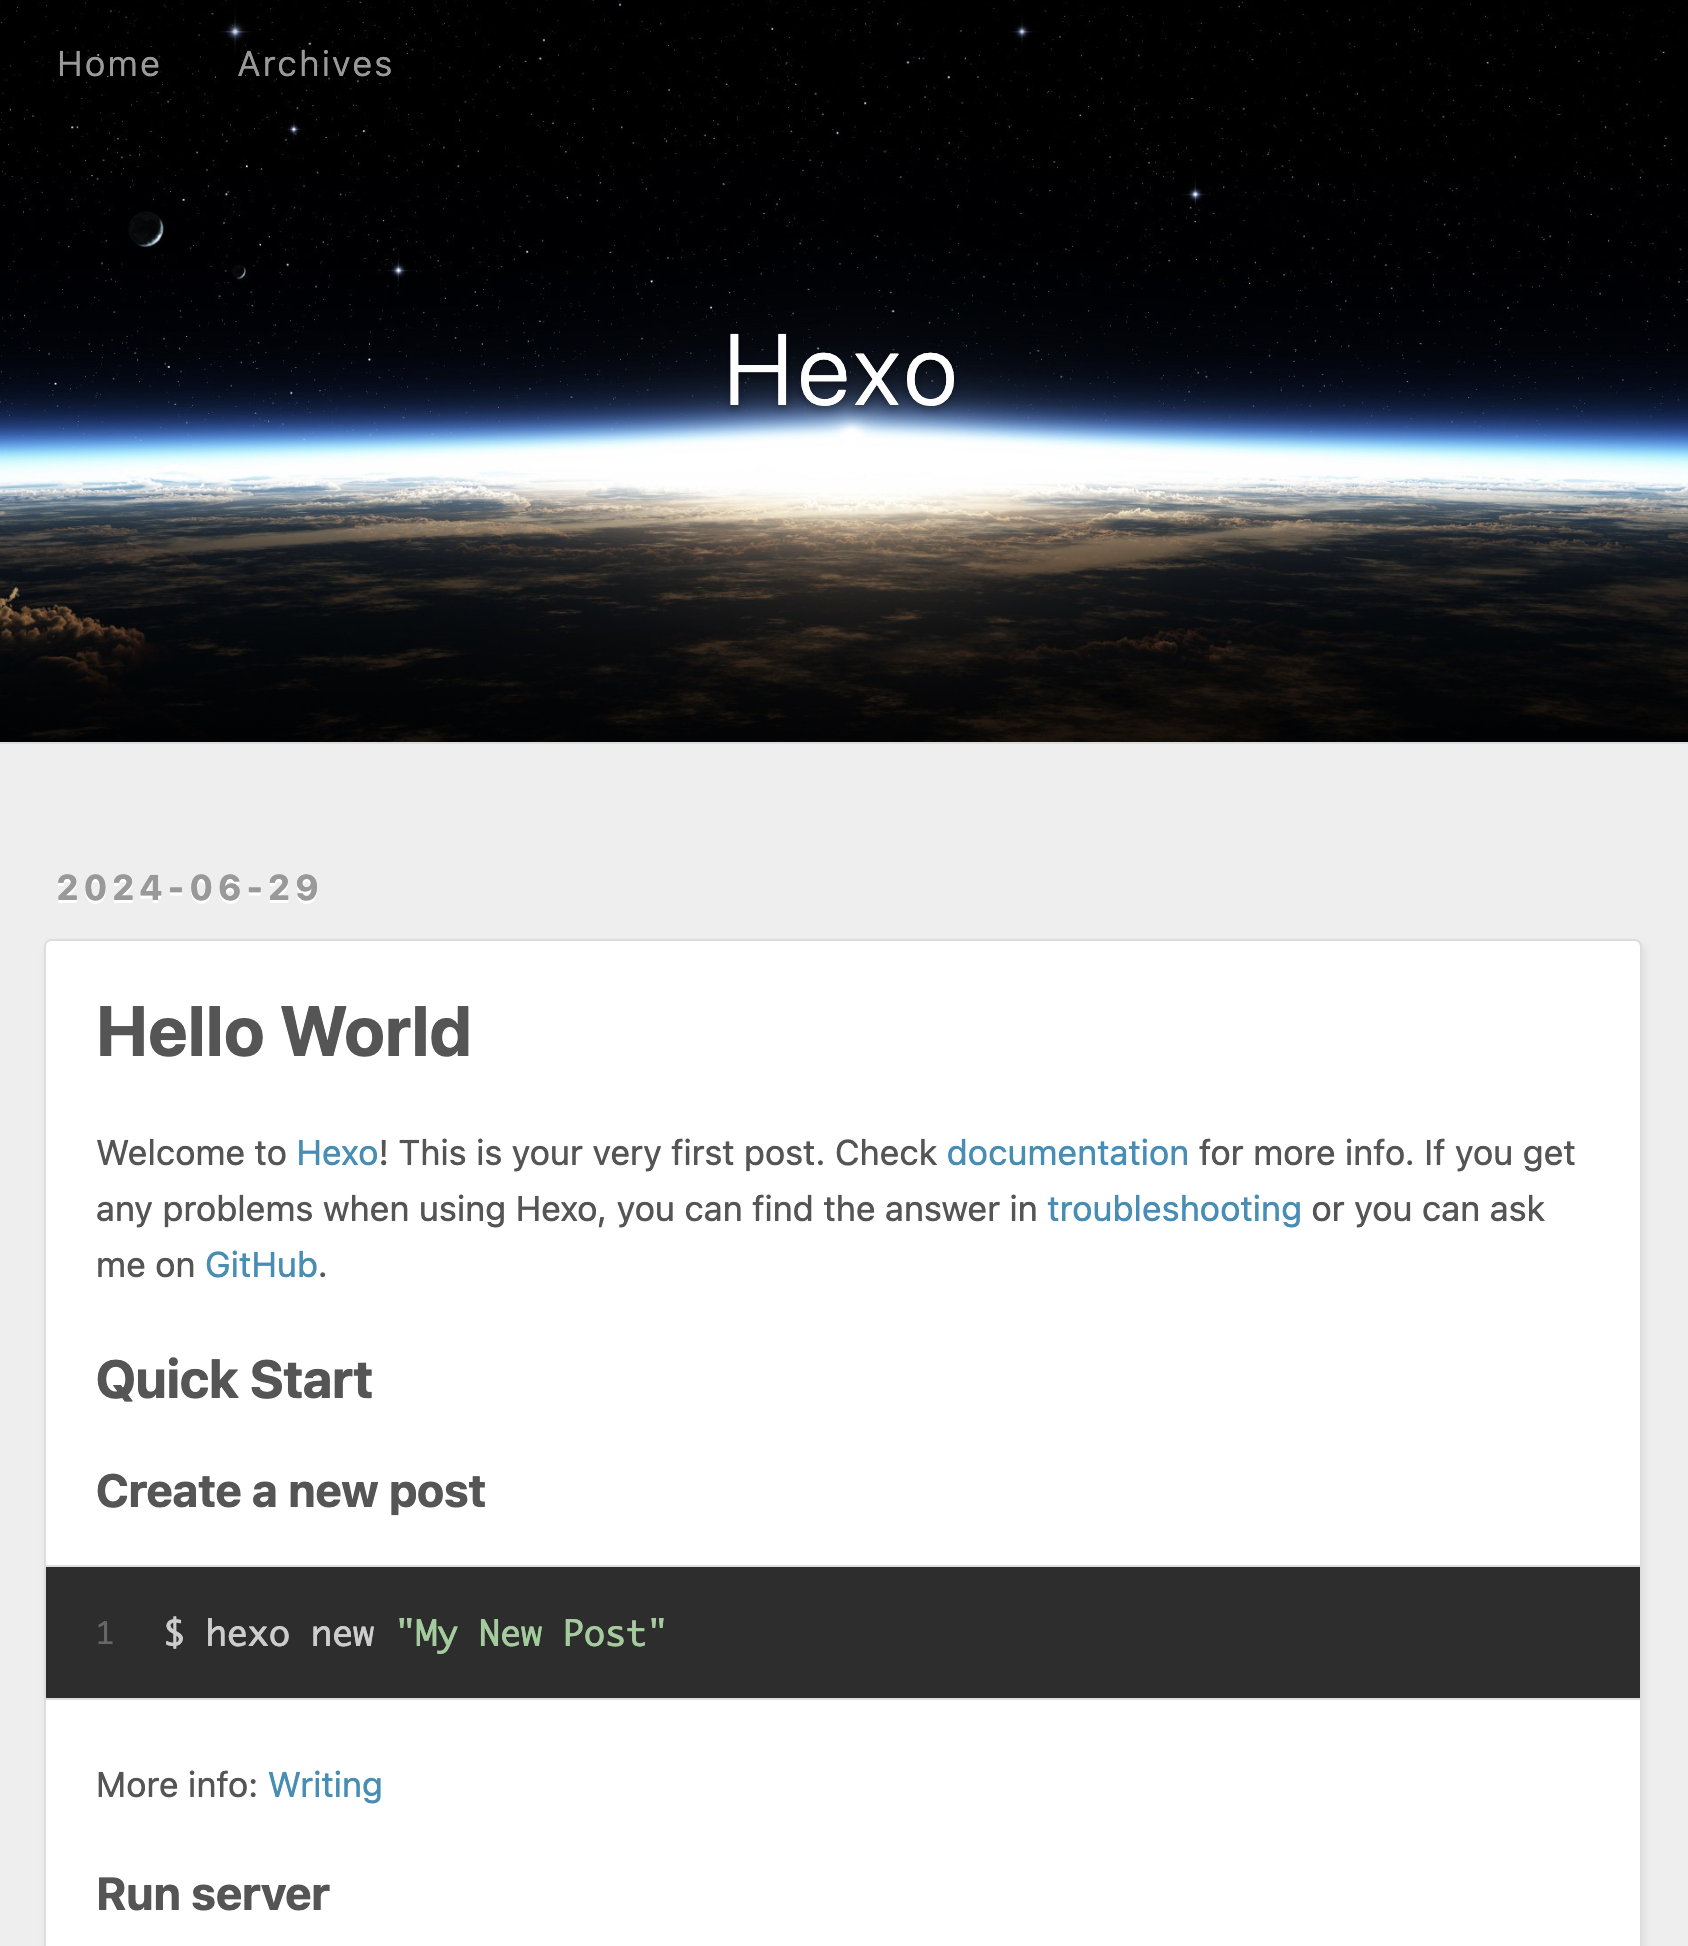 Home Archives
Hexo
2024-06-29
Hello World
Welcome to Hexo! This is your very first post. Check documentation for more info. If you get
any problems when using Hexo, you can find the answer in troubleshooting or you can ask
me on GitHub.
Quick Start
Create a new post
1 $ hexo new "My New Post"
More info: Writing
Run server